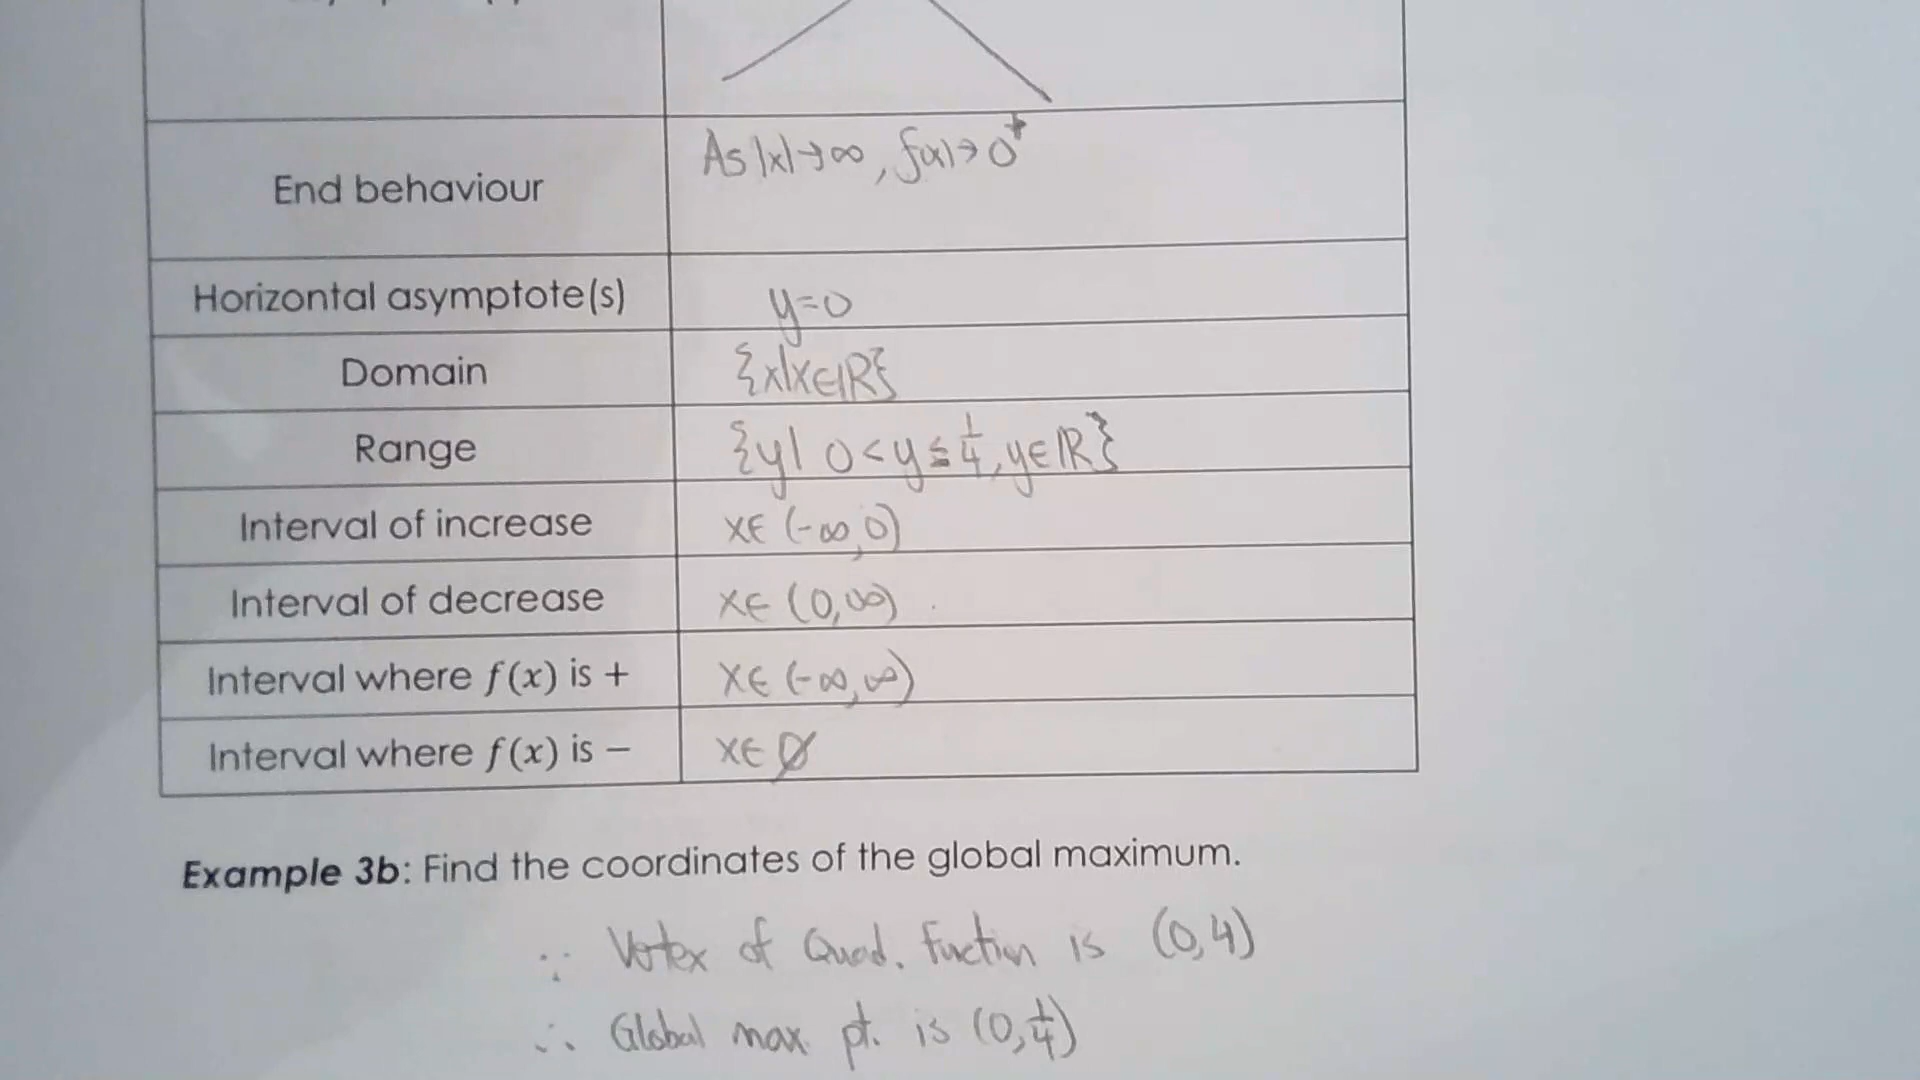 End behaviour As |x|→∞, f(x)→0⁺
Horizontal asymptote(s) y=0
Domain {x|x∈ℝ}
Range {y| 0<y≤1/4, y∈ℝ}
Interval of increase x∈ (-∞,0)
Interval of decrease x∈ (0,∞)
Interval where f(x) is + x∈ (-∞,∞)
Interval where f(x) is − x∈ Ø
Example 3b: Find the coordinates of the global maximum.
∵ Vertex of Quad. Function is (0,4)
∴ Global max pt. is (0,1/4)